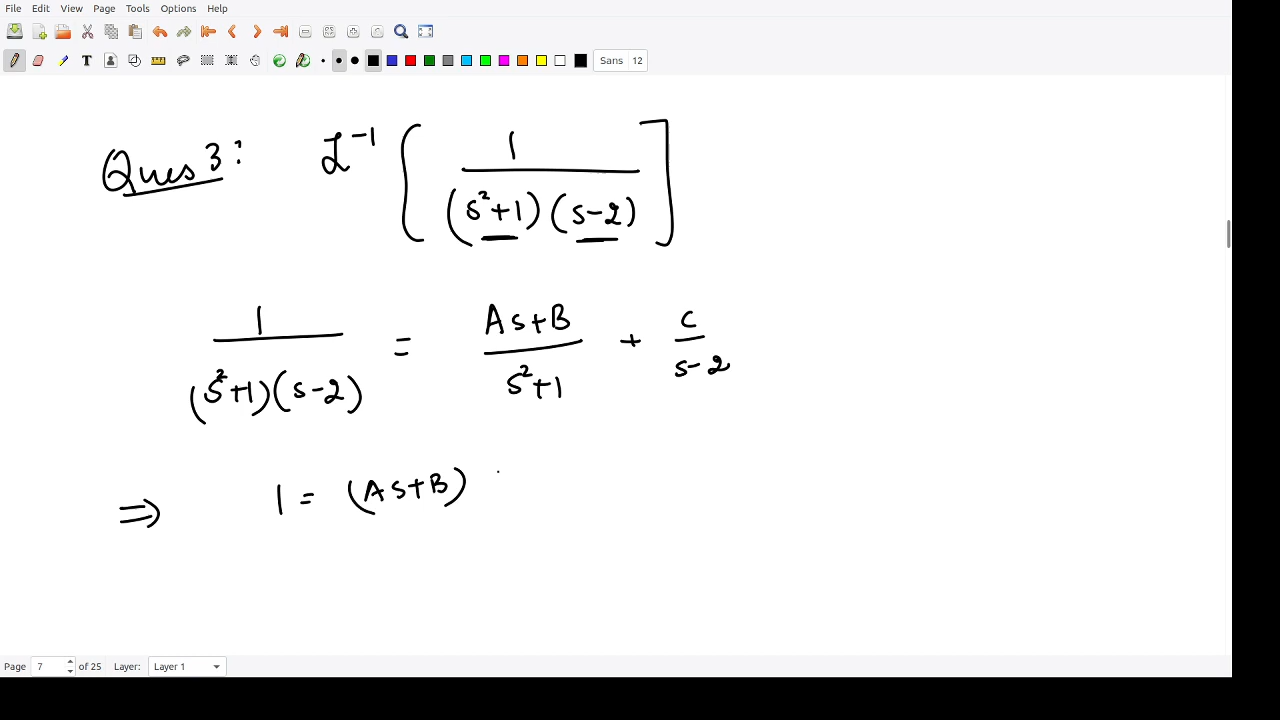 File Edit View Page Tools Options Help
T Sans 12
Ques 3: ℒ⁻¹ [ 1 / (s²+1)(s-2) ]
1 / (s²+1)(s-2) = As+B / s²+1 + c / s-2
⇒ 1 = (As+B)
Page 7 of 25 Layer: Layer 1